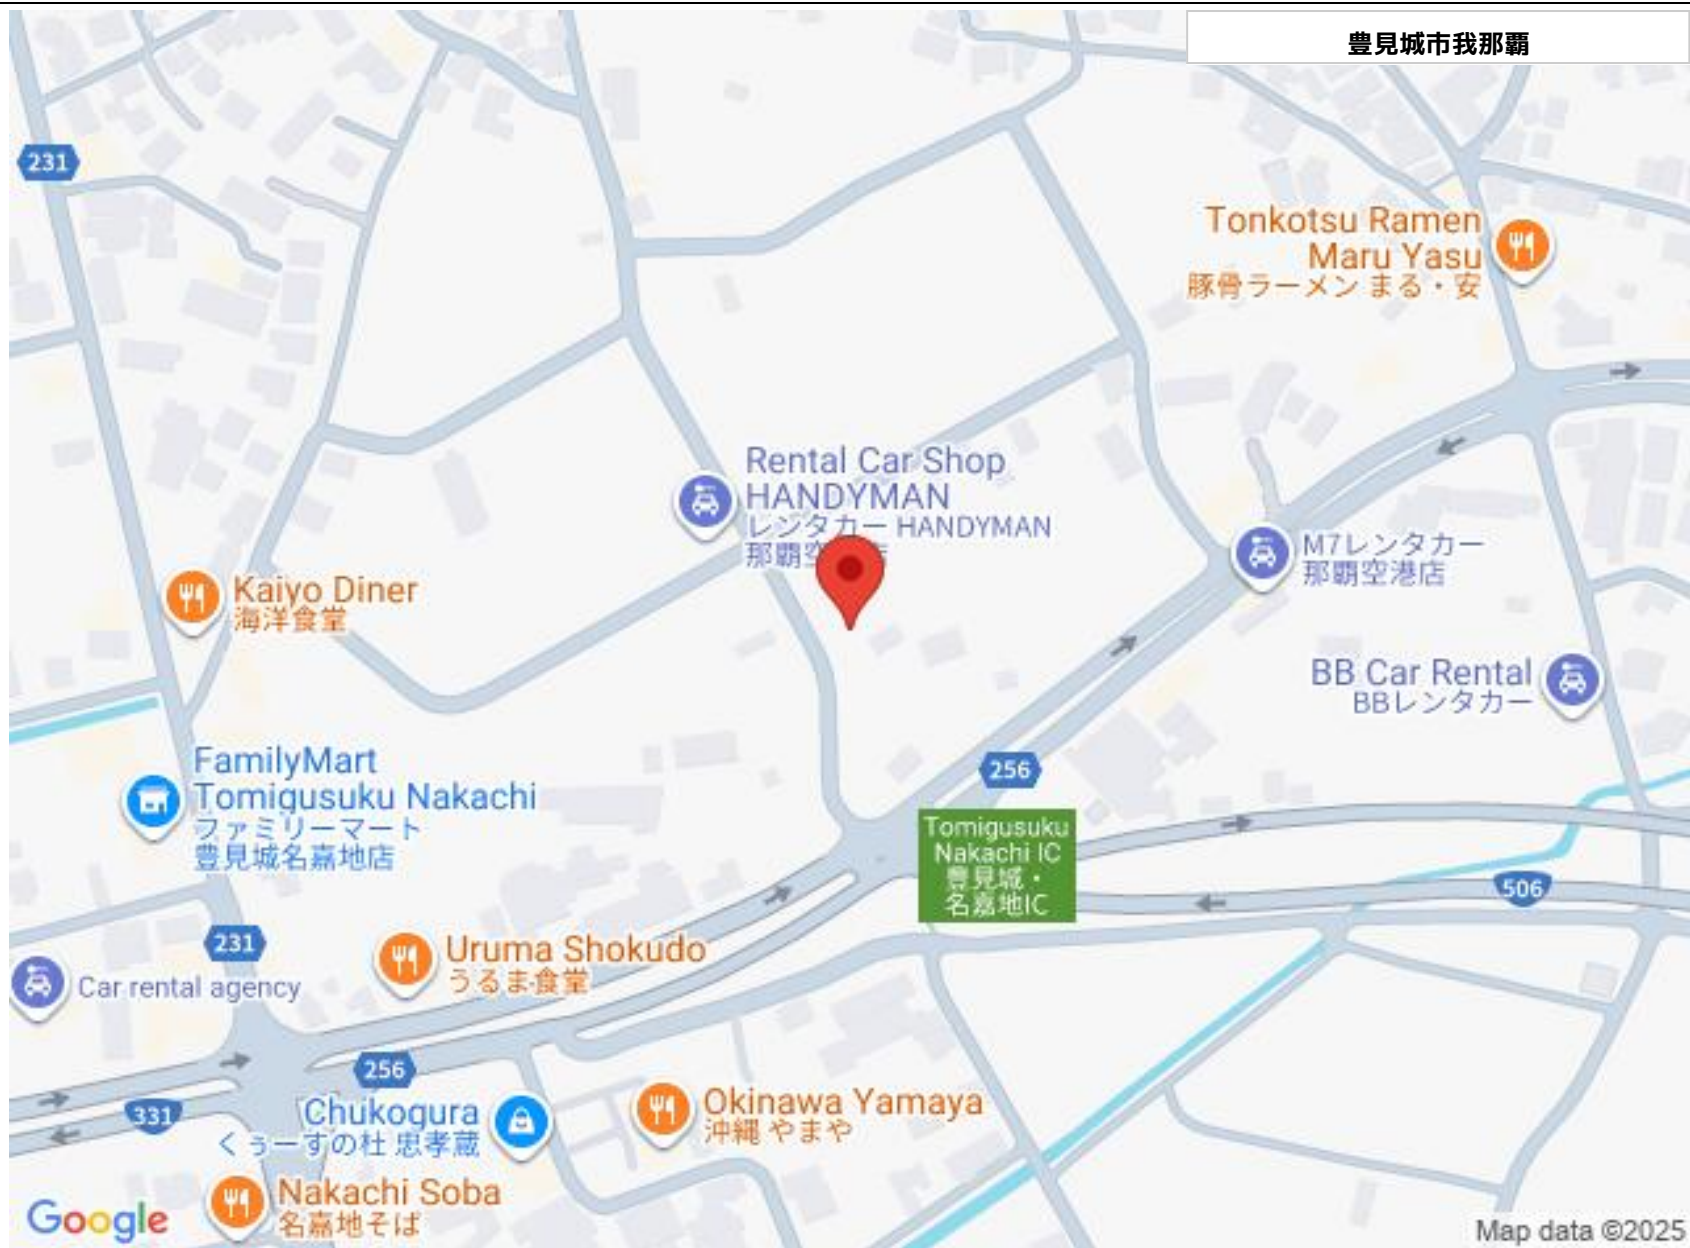 豊見城市我那覇
231
Tonkotsu Ramen
Maru Yasu
豚骨ラーメン まる・安
Rental Car Shop
HANDYMAN
レンタカー HANDYMAN
那覇空
店
M7レンタカー
那覇空港店
Kaiyo Diner
海洋食堂
BB Car Rental
BBレンタカー
FamilyMart
Tomigusuku Nakachi
ファミリーマート
豊見城名嘉地店
256
Tomigusuku
Nakachi IC
豊見城・
名嘉地IC
506
231
Uruma Shokudo
うるま食堂
Car rental agency
256
331
Chukogura
くぅーすの杜 忠孝蔵
Okinawa Yamaya
沖縄 やまや
Nakachi Soba
名嘉地そば
Google
Map data ©2025